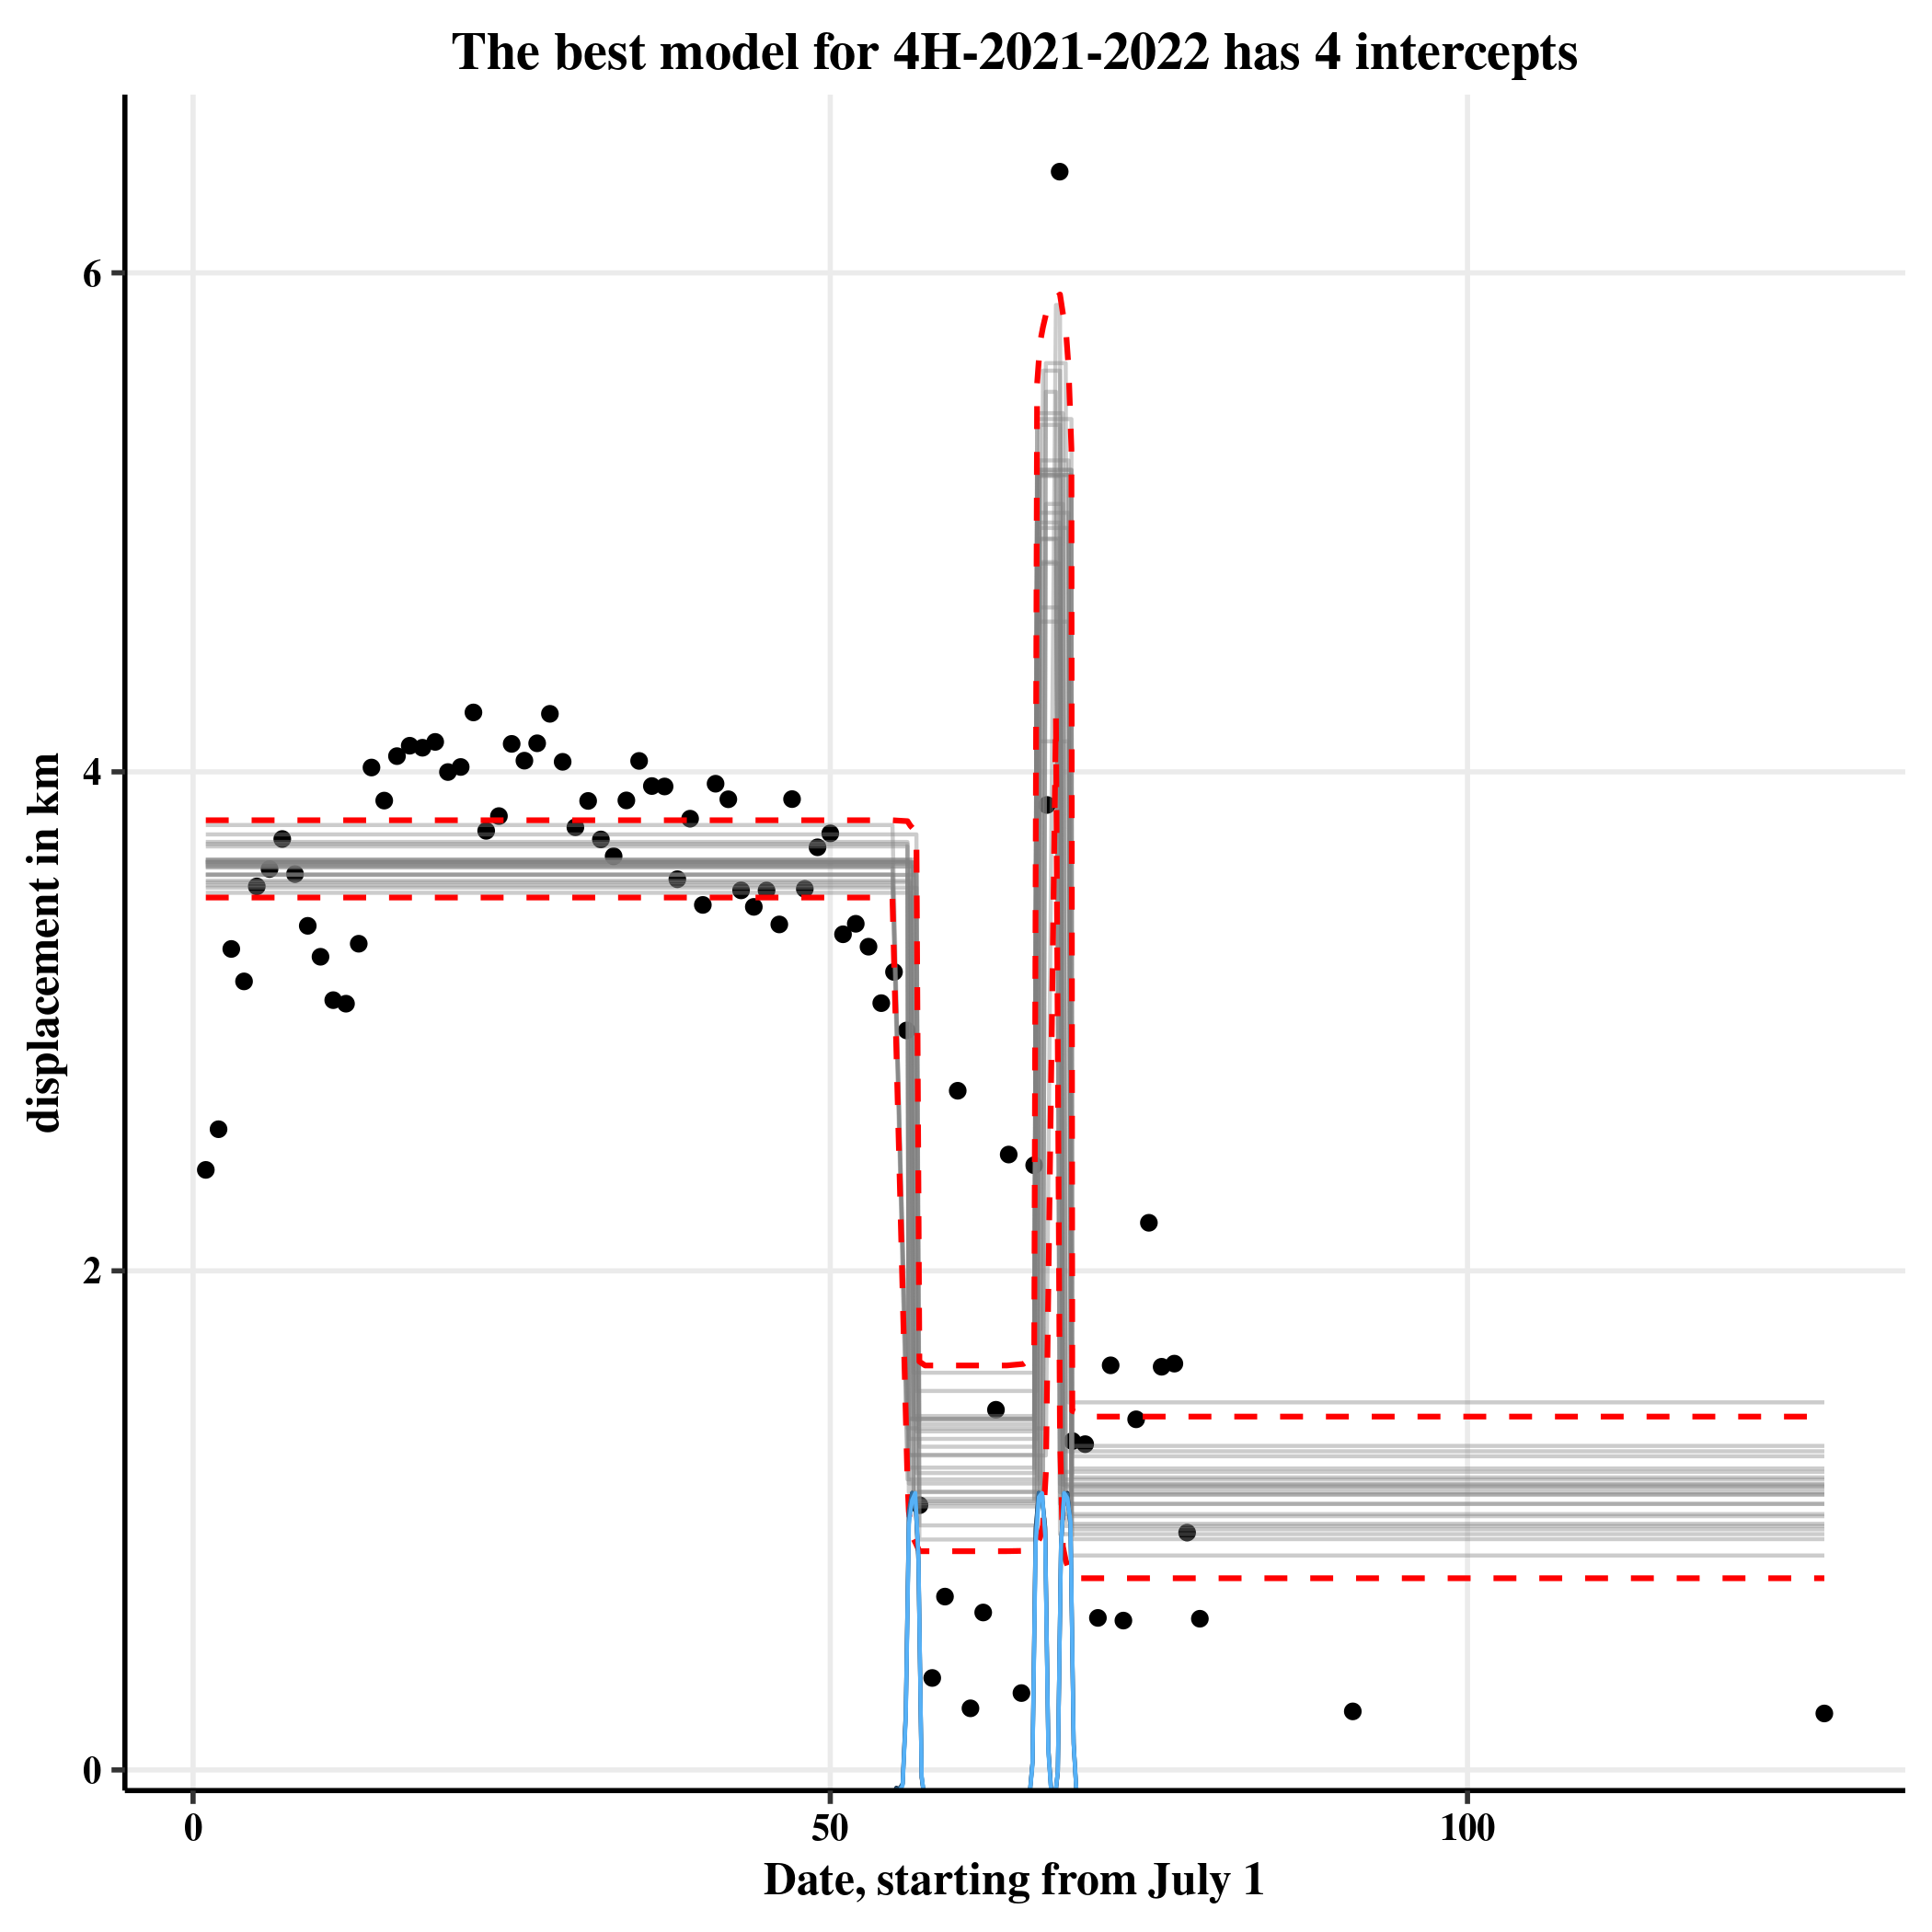 The best model for 4H-2021-2022 has 4 intercepts
displacement in km
6
4
2
0
0 50 100
Date, starting from July 1